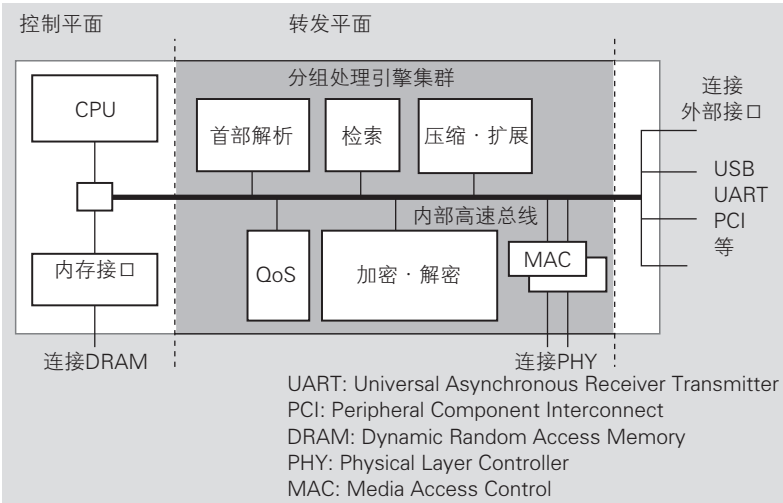 控制平面
转发平面
分组处理引擎集群
CPU
首部解析
检索
压缩·扩展
连接
外部接口
USB
UART
PCI
等
内部高速总线
内存接口
QoS
加密·解密
MAC
连接DRAM
连接PHY
UART: Universal Asynchronous Receiver Transmitter
PCI: Peripheral Component Interconnect
DRAM: Dynamic Random Access Memory
PHY: Physical Layer Controller
MAC: Media Access Control